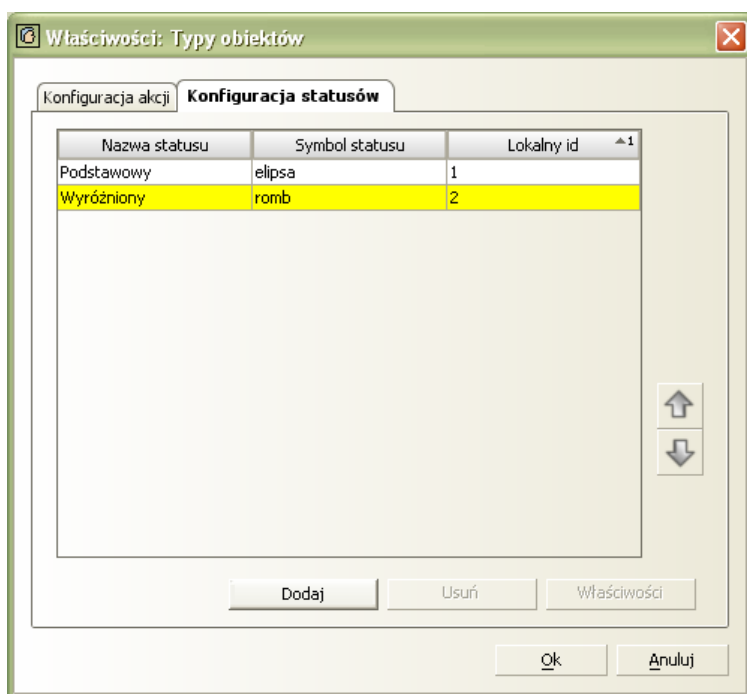 Właściwości: Typy obiektów
Konfiguracja akcji Konfiguracja statusów
Nazwa statusu Symbol statusu Lokalny id 1
Podstawowy elipsa 1
Wyróżniony romb 2
Dodaj Usuń Właściwości
Ok Anuluj